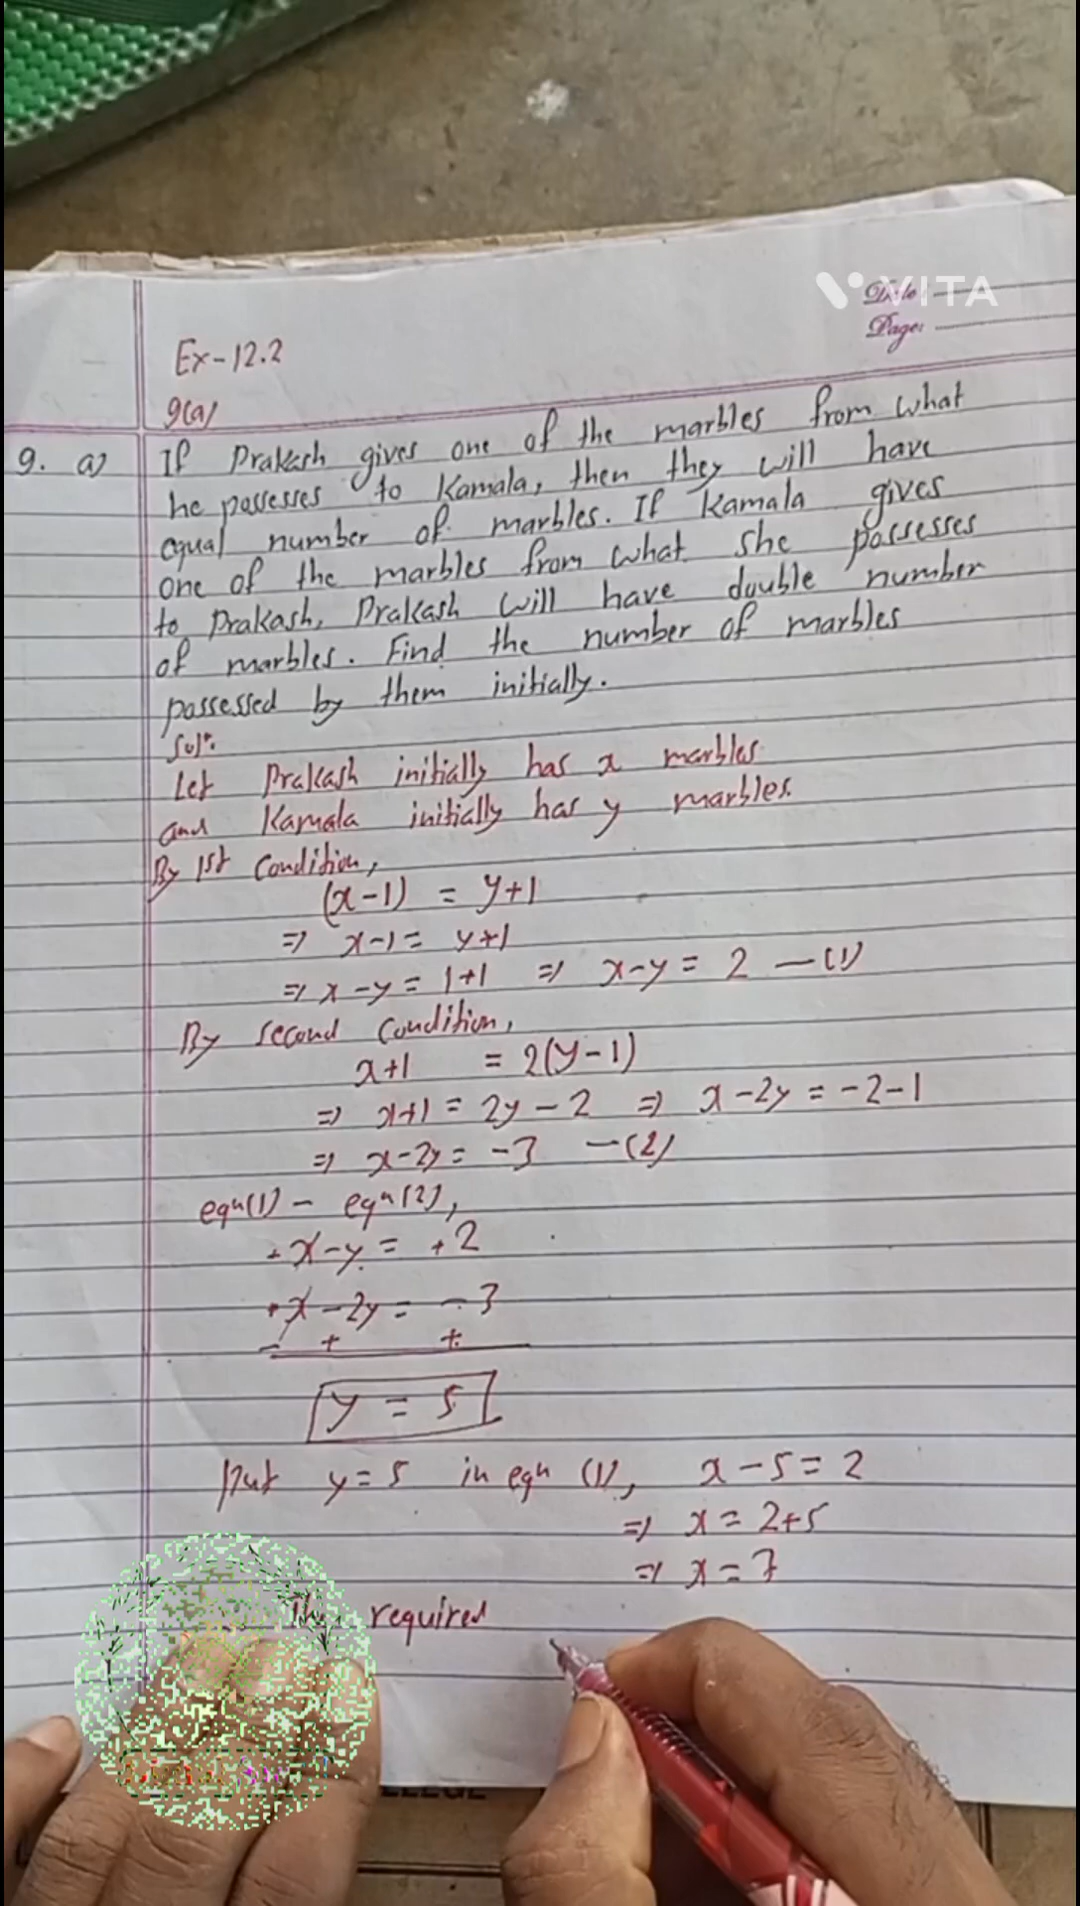 VITA
Date:
Page:
Ex-12.2
9(a)
9. a) If Prakash gives one of the marbles from what
he possesses to Kamala, then they will have
equal number of marbles. If Kamala gives
one of the marbles from what she possesses
to Prakash, Prakash will have double number
of marbles. Find the number of marbles
possessed by them initially.
Solⁿ.
Let Prakash initially has x marbles
and Kamala initially has y marbles.
By 1st Condition,
(x-1) = y+1
⇒ x-1 = y+1
⇒ x-y = 1+1 ⇒ x-y = 2 —(1)
By second condition,
x+1 = 2(y-1)
⇒ x+1 = 2y-2 ⇒ x-2y = -2-1
⇒ x-2y = -3 —(2)
eqn(1) - eqn(2),
x-y = +2
x-2y = -3
- + +
y = 5
Put y=5 in eqn (1), x-5=2
⇒ x = 2+5
⇒ x = 7
required